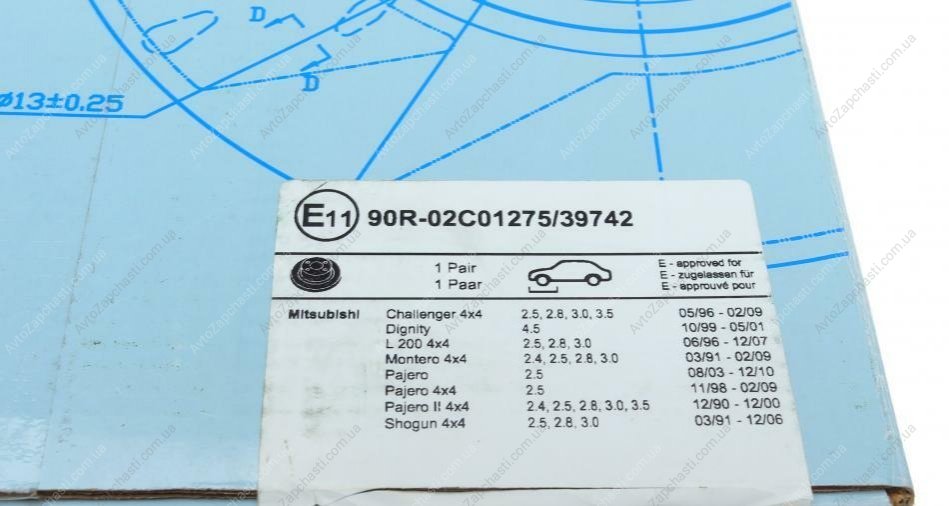 D
D
ø13±0.25
E11 90R-02C01275/39742
1 Pair
1 Paar
E - approved for
E - zugelassen für
E - approuvé pour
Mitsubishi Challenger 4x4 2.5, 2.8, 3.0, 3.5 05/96 - 02/09
Dignity 4.5 10/99 - 05/01
L 200 4x4 2.5, 2.8, 3.0 06/96 - 12/07
Montero 4x4 2.4, 2.5, 2.8, 3.0 03/91 - 02/09
Pajero 2.5 08/03 - 12/10
Pajero 4x4 2.5 11/98 - 02/09
Pajero II 4x4 2.4, 2.5, 2.8, 3.0, 3.5 12/90 - 12/00
Shogun 4x4 2.5, 2.8, 3.0 03/91 - 12/06
AvtoZapchasti.com.ua